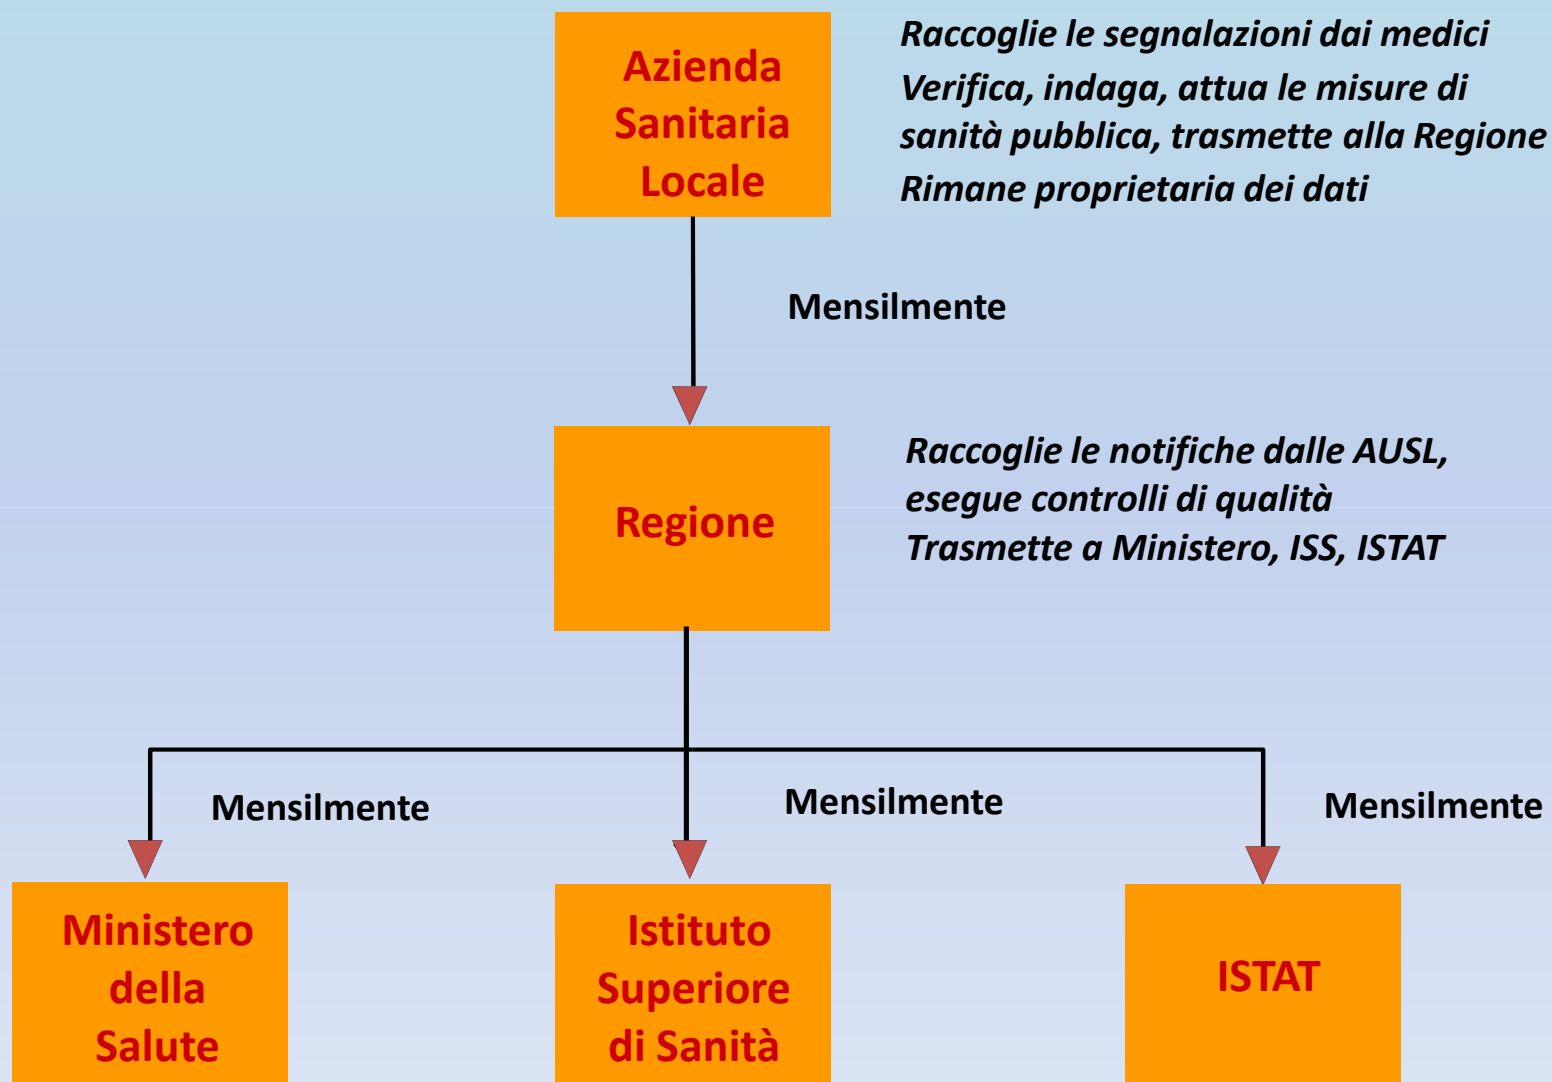 Azienda
Sanitaria
Locale
Raccoglie le segnalazioni dai medici
Verifica, indaga, attua le misure di
sanità pubblica, trasmette alla Regione
Rimane proprietaria dei dati
Mensilmente
Regione
Raccoglie le notifiche dalle AUSL,
esegue controlli di qualità
Trasmette a Ministero, ISS, ISTAT
Mensilmente
Mensilmente
Mensilmente
Ministero
della
Salute
Istituto
Superiore
di Sanità
ISTAT